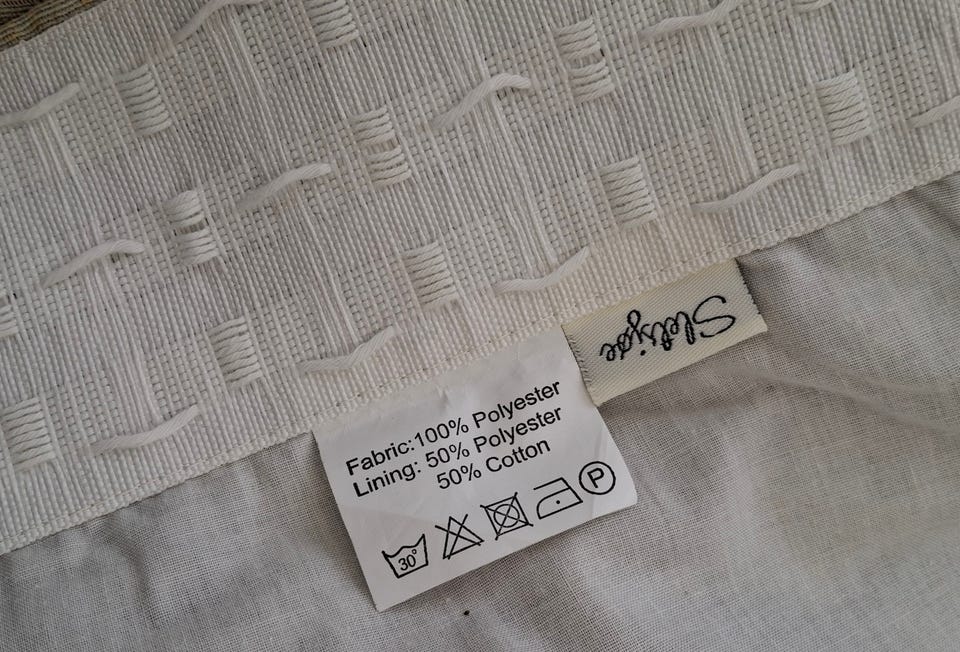 Fabric:100% Polyester
Lining: 50% Polyester
50% Cotton
30°
P